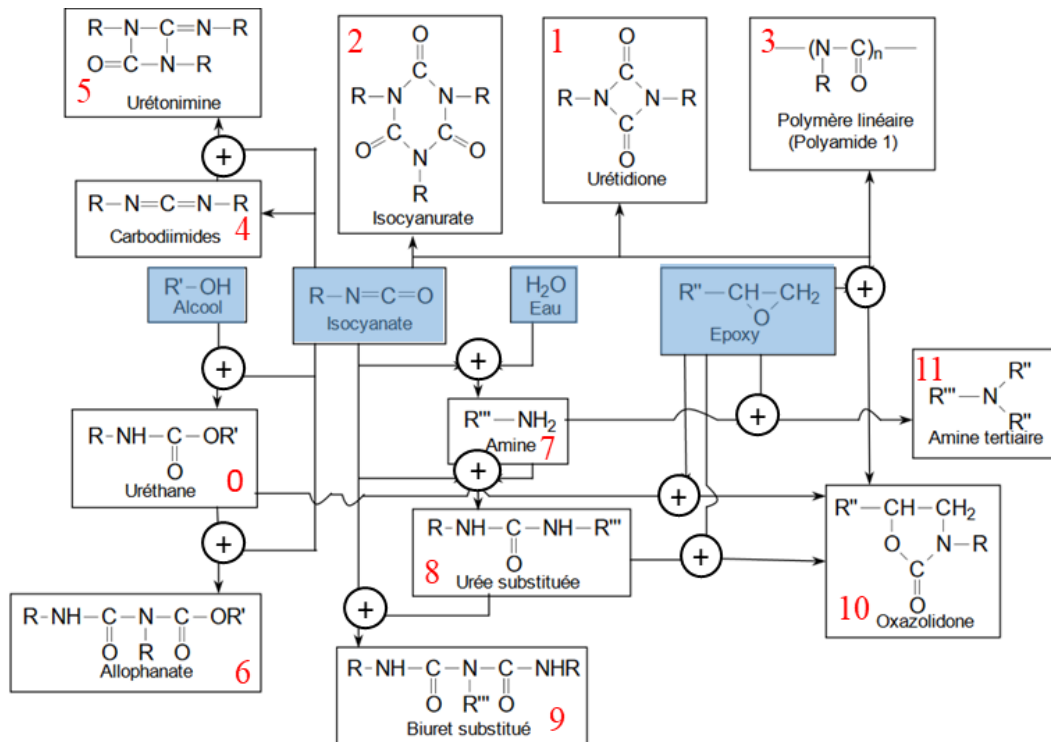 R–N–C=N–R
O=C–N–R
5
Urétonimine
2
O
C
R–N N–R
O=C C=O
N
R
Isocyanurate
1
O
C
R–N N–R
C
O
Urétidione
3
(N–C)n
R O
Polymère linéaire
(Polyamide 1)
R–N=C=N–R
Carbodiimides
4
R'–OH
Alcool
R–N=C=O
Isocyanate
H2O
Eau
R"–CH–CH2
O
Epoxy
+
+
+
+
R–NH–C–OR'
O
Uréthane
0
R'''–NH2
Amine
7
+
+
11
R'''–N R"
R"
Amine tertiaire
+
R–NH–C–NH–R'''
O
8
Urée substituée
+
R"–CH–CH2
O N–R
C
O
10
Oxazolidone
+
+
R–NH–C–N–C–OR'
O R O
Allophanate
6
R–NH–C–N–C–NHR
O R''' O
Biuret substitué
9